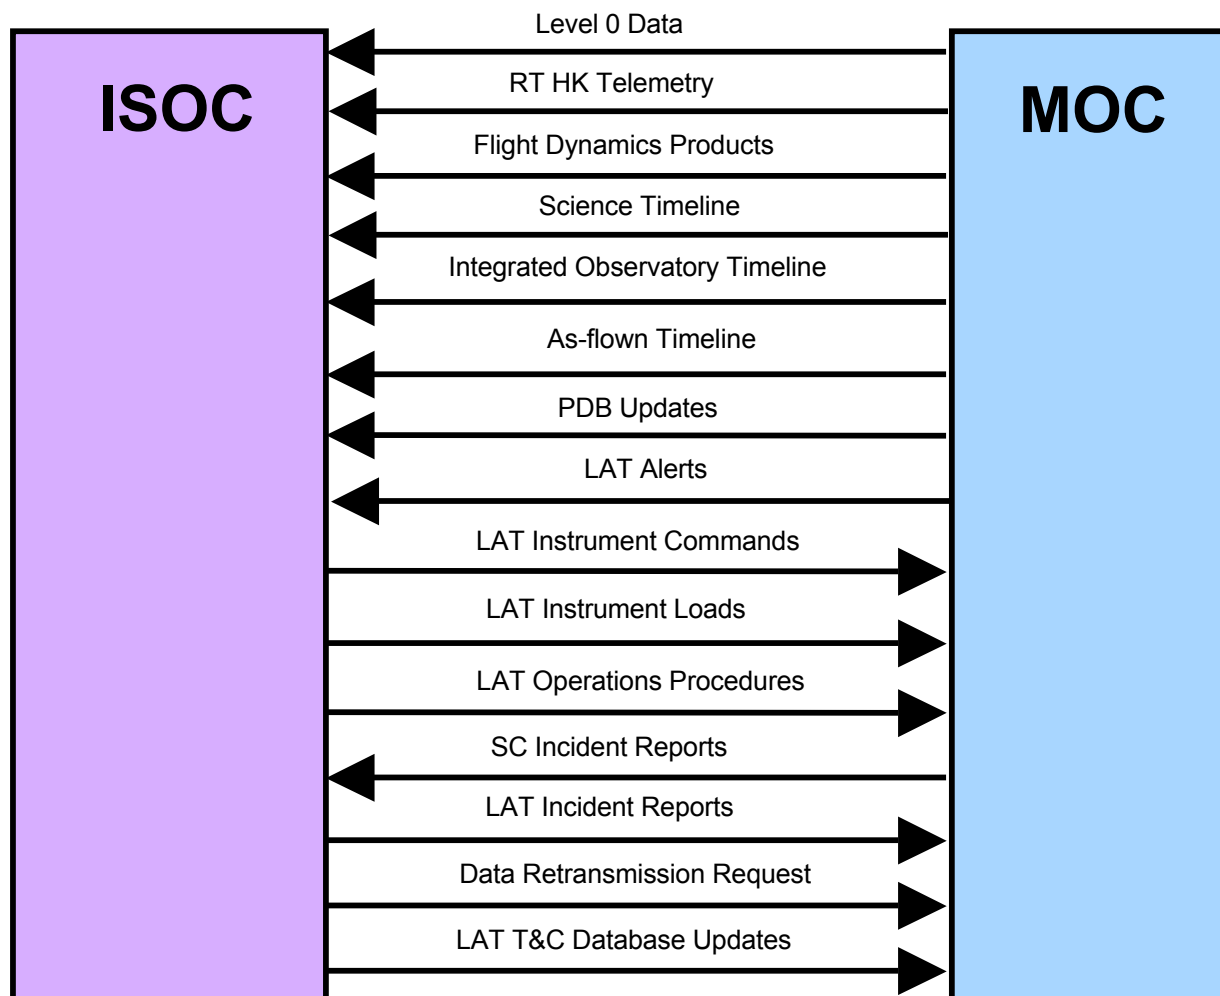 ISOC
MOC
Level 0 Data
RT HK Telemetry
Flight Dynamics Products
Science Timeline
Integrated Observatory Timeline
As-flown Timeline
PDB Updates
LAT Alerts
LAT Instrument Commands
LAT Instrument Loads
LAT Operations Procedures
SC Incident Reports
LAT Incident Reports
Data Retransmission Request
LAT T&C Database Updates